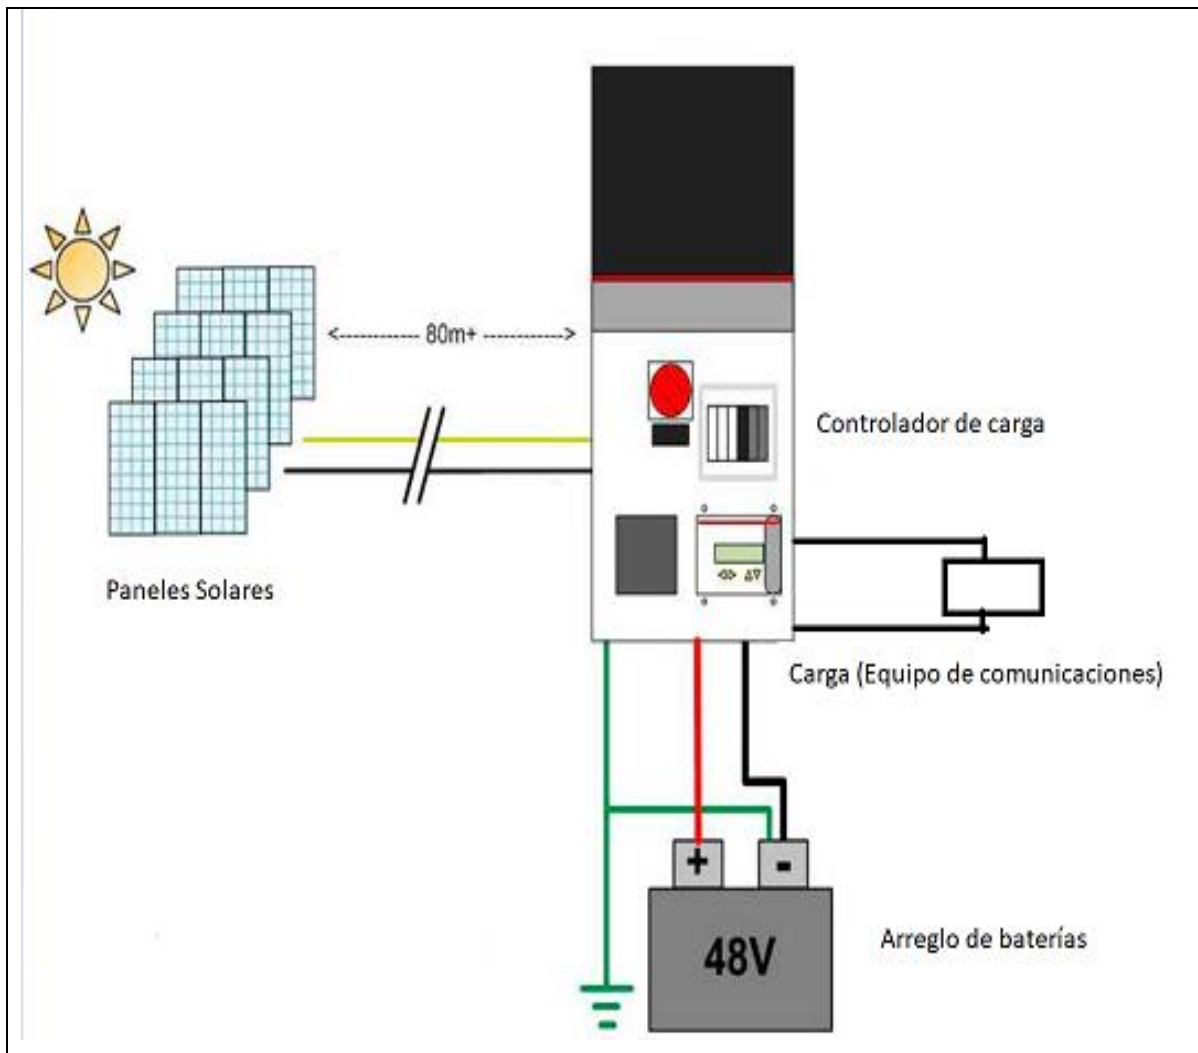 80m+
Controlador de carga
Paneles Solares
Carga (Equipo de comunicaciones)
+ -
48V
Arreglo de baterías